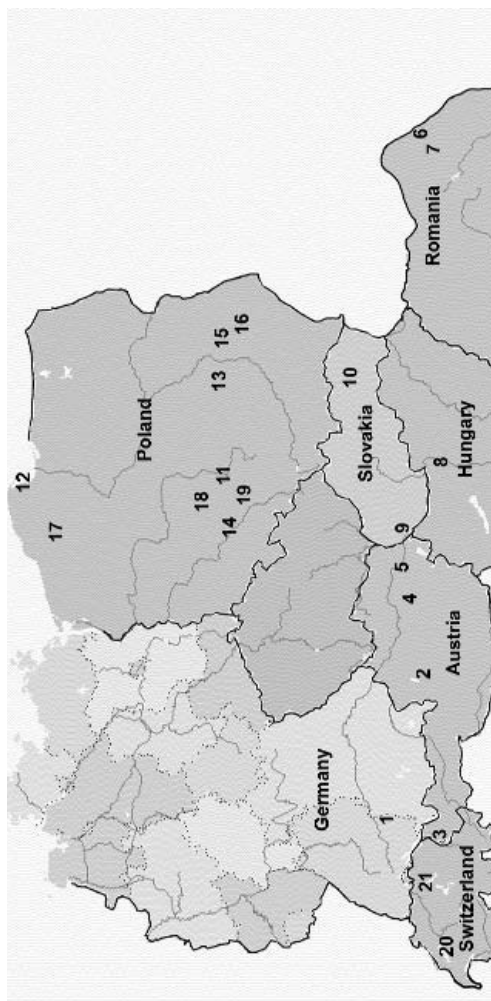 12
17
Poland
18
14 11 13 15
19 16
Germany
10
Slovakia
1
5 9
4
6
21 2
Romania 7
3 8
20
Austria
Switzerland Hungary